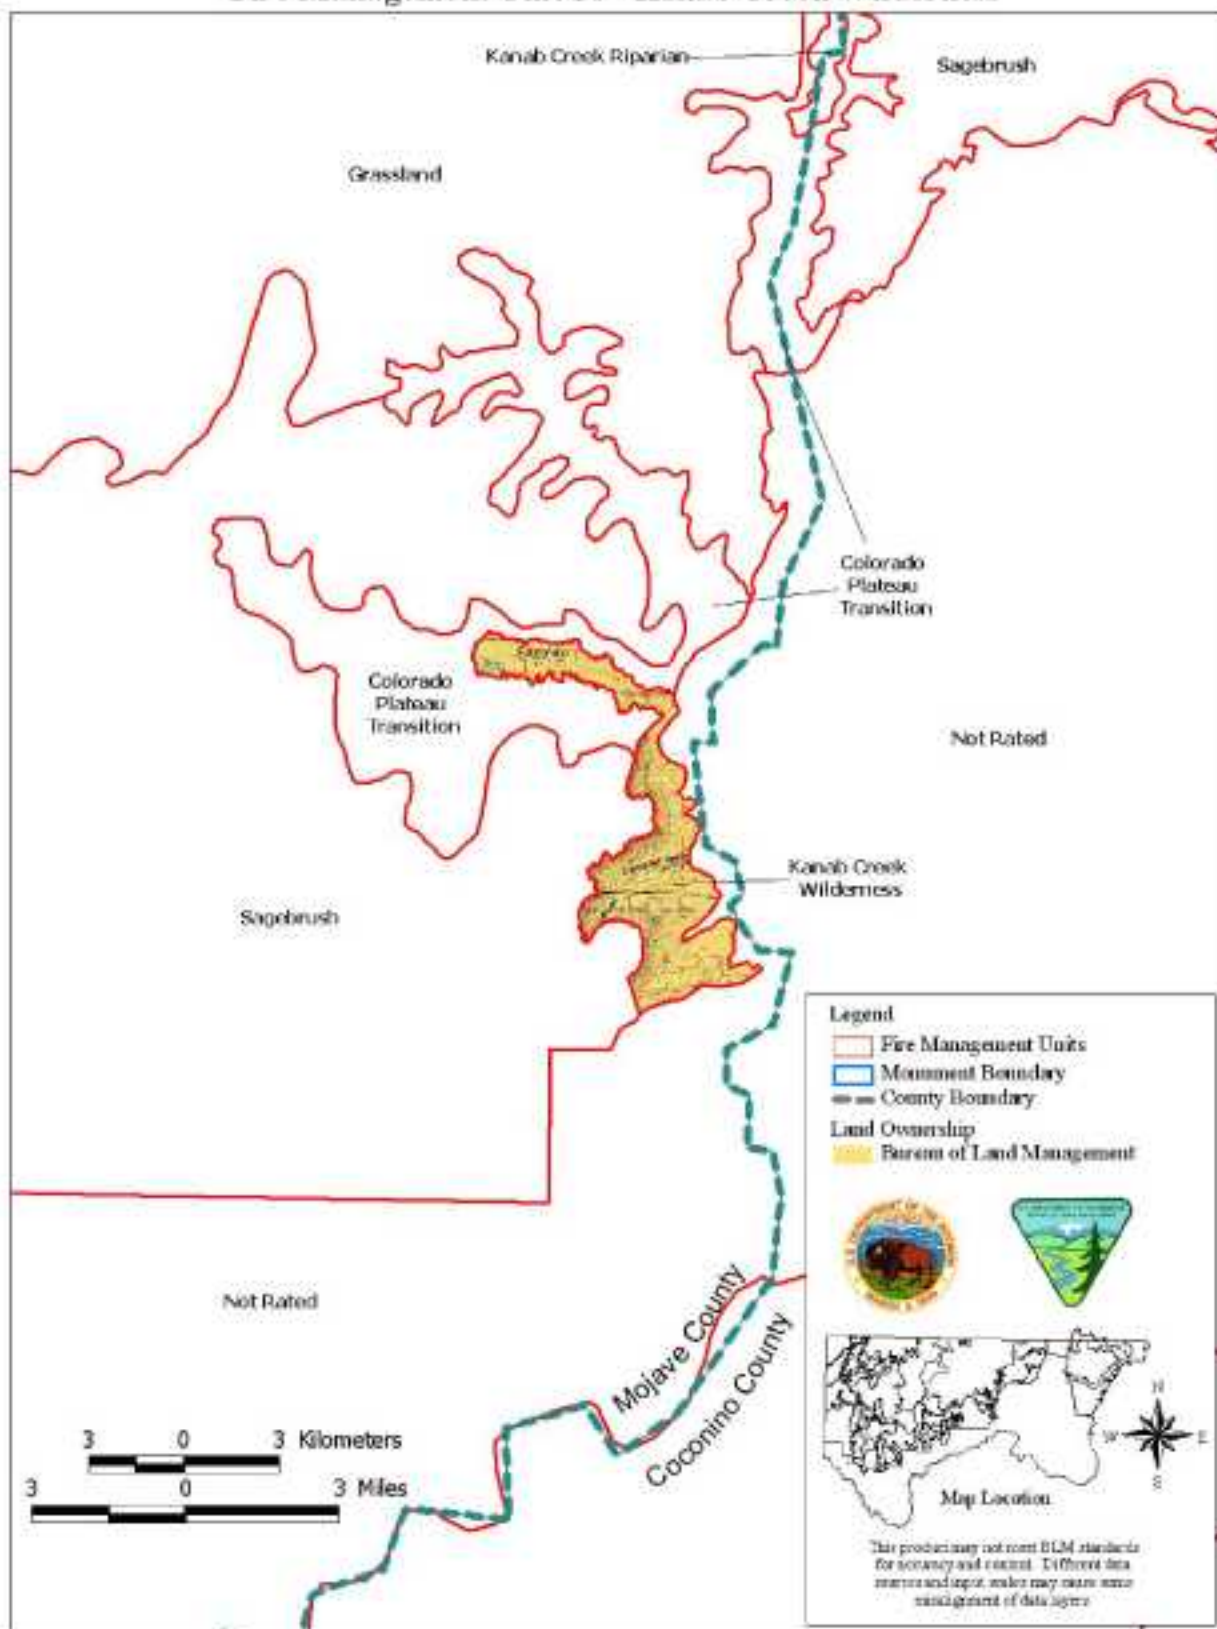 Kanab Creek Riparian
Sagebrush
Grassland
Colorado
Plateau
Transition
Colorado
Plateau
Transition
Not Rated
Kanab Creek
Wilderness
Sagebrush
Legend
Fire Management Units
Monument Boundary
County Boundary
Land Ownership
Bureau of Land Management
Not Rated
Mojave County
Coconino County
3 0 3 Kilometers
3 0 3 Miles
N
W E
S
Map Location
This product may not meet BLM standards
for accuracy and content. Different data
sources and input scales may cause some
misalignment of data layers